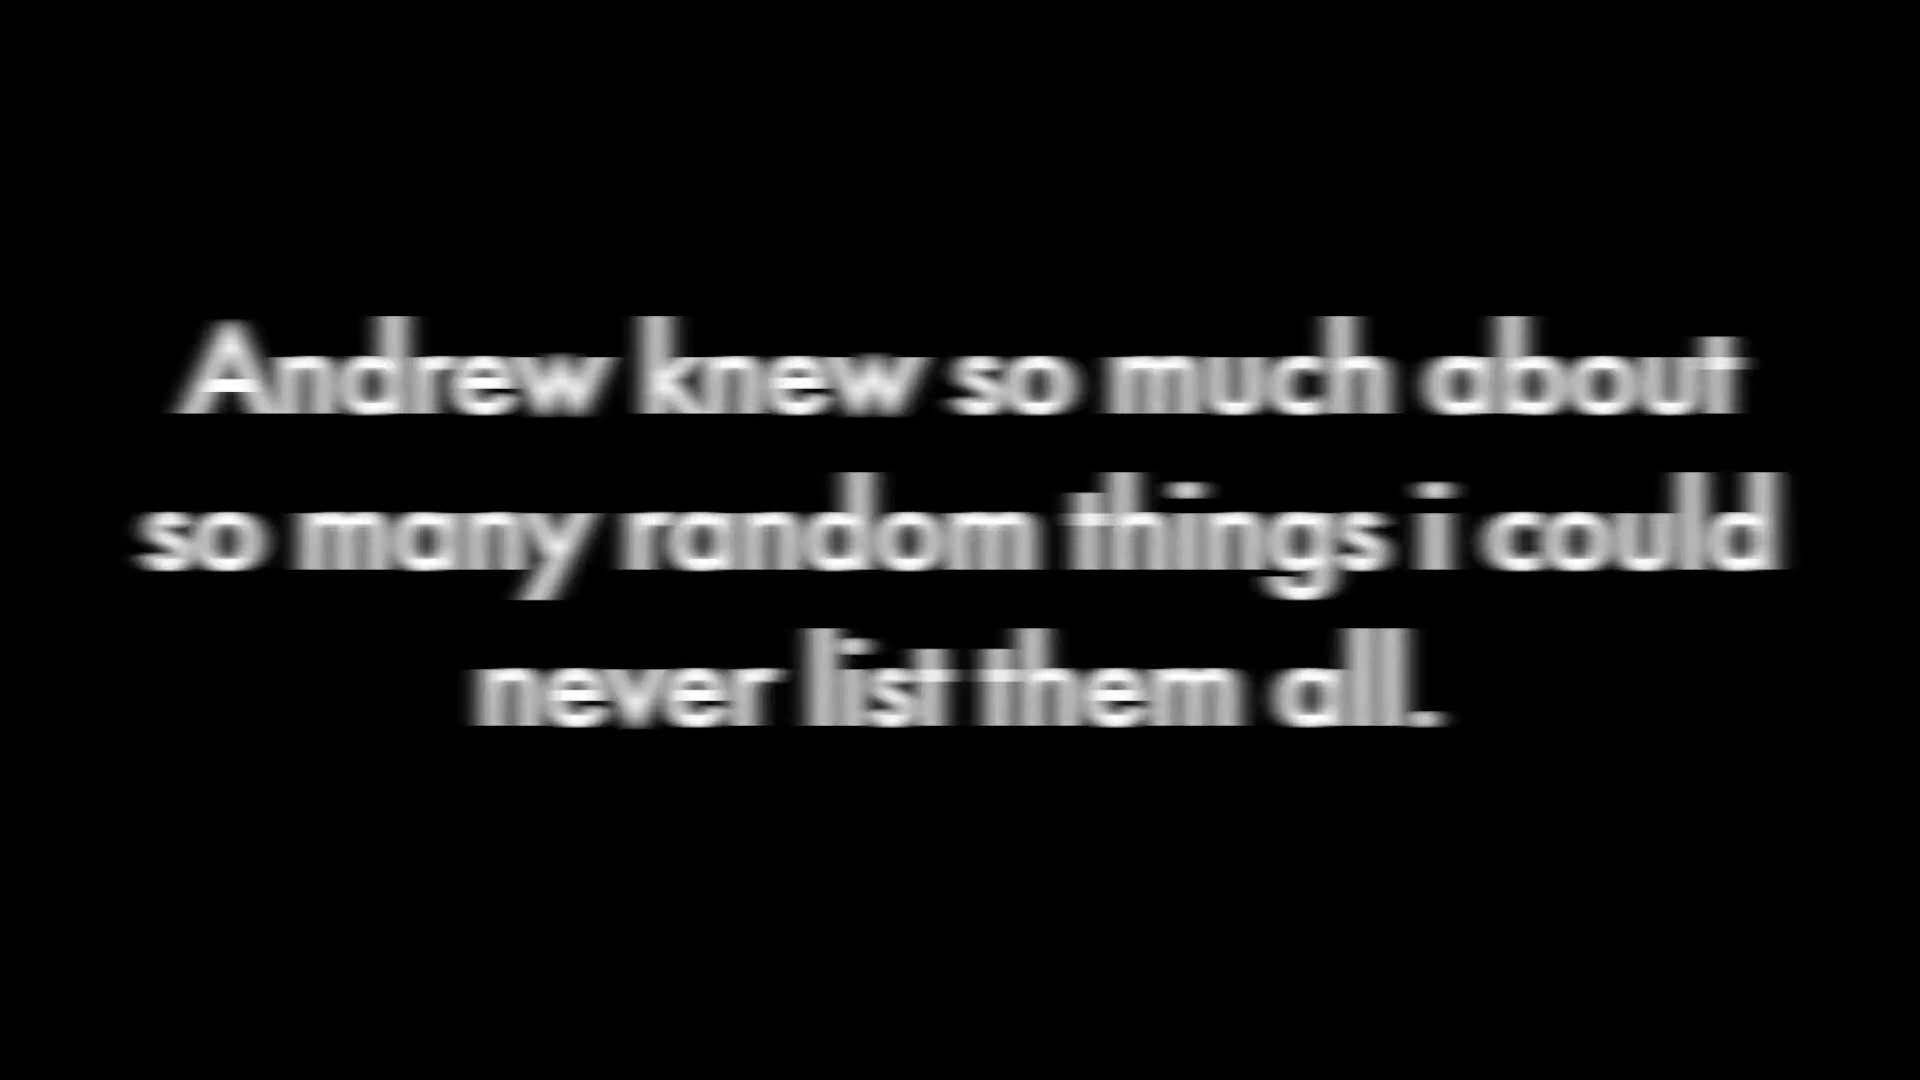 Andrew knew so much about
so many random things i could
never list them all.